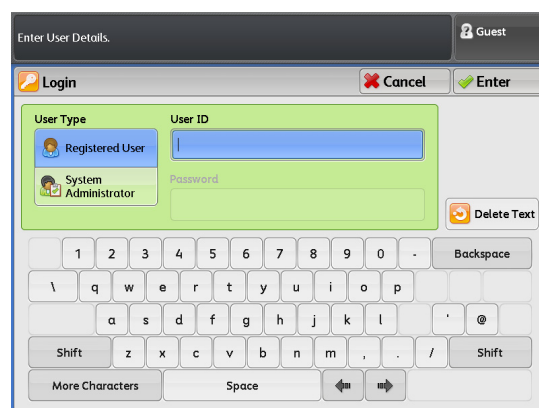 Enter User Details.
Guest
Login
Cancel
Enter
User Type
User ID
Registered User
System
Administrator
Password
Delete Text
1 2 3 4 5 6 7 8 9 0 - Backspace
\ q w e r t y u i o p
a s d f g h j k l ' @
Shift z x c v b n m , . / Shift
More Characters Space